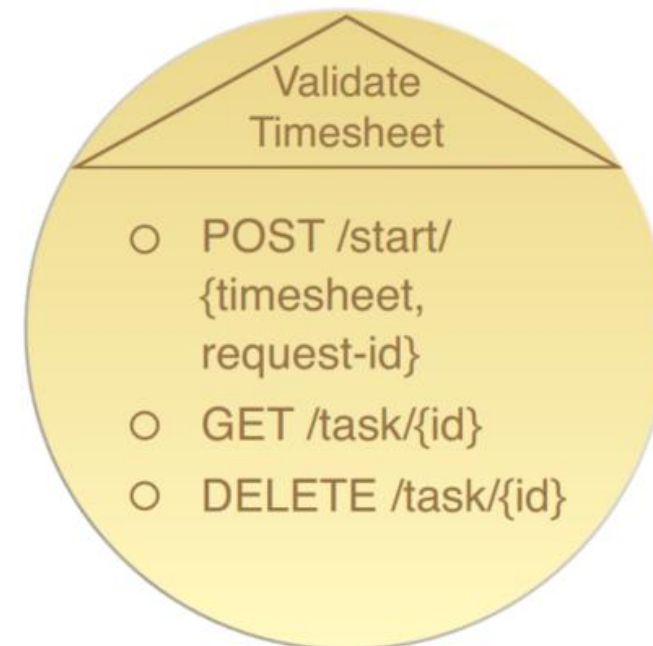 Validate
Timesheet
POST /start/
{timesheet,
request-id}
GET /task/{id}
DELETE /task/{id}